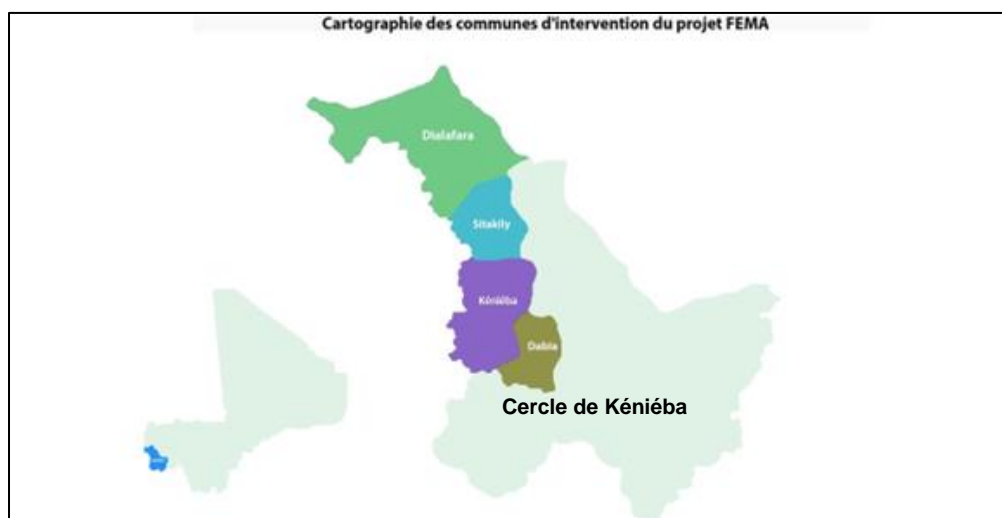 Cartographie des communes d'intervention du projet FEMA
Dialafara
Sitakily
Kéniéba
Dabia
Cercle de Kéniéba